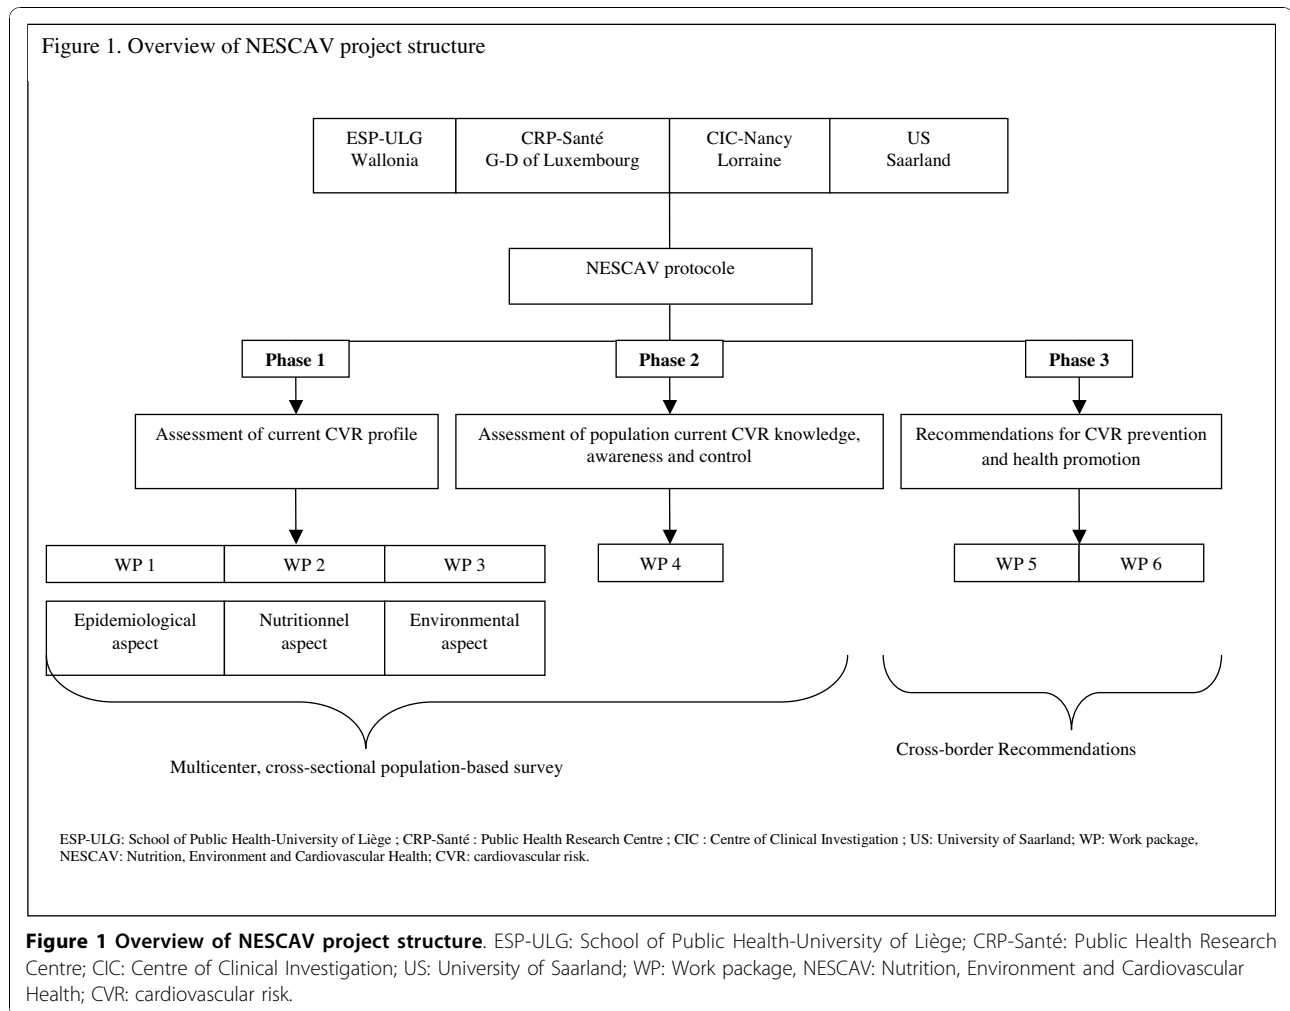 Figure 1. Overview of NESCAV project structure
ESP-ULG
Wallonia
CRP-Santé
G-D of Luxembourg
CIC-Nancy
Lorraine
US
Saarland
NESCAV protocole
Phase 1
Phase 2
Phase 3
Assessment of current CVR profile
Assessment of population current CVR knowledge,
awareness and control
Recommendations for CVR prevention
and health promotion
WP 1
WP 2
WP 3
WP 4
WP 5
WP 6
Epidemiological
aspect
Nutritionnel
aspect
Environmental
aspect
Multicenter, cross-sectional population-based survey
Cross-border Recommendations
ESP-ULG: School of Public Health-University of Liège ; CRP-Santé : Public Health Research Centre ; CIC : Centre of Clinical Investigation ; US: University of Saarland; WP: Work package,
NESCAV: Nutrition, Environment and Cardiovascular Health; CVR: cardiovascular risk.
Figure 1 Overview of NESCAV project structure. ESP-ULG: School of Public Health-University of Liège; CRP-Santé: Public Health Research
Centre; CIC: Centre of Clinical Investigation; US: University of Saarland; WP: Work package, NESCAV: Nutrition, Environment and Cardiovascular
Health; CVR: cardiovascular risk.